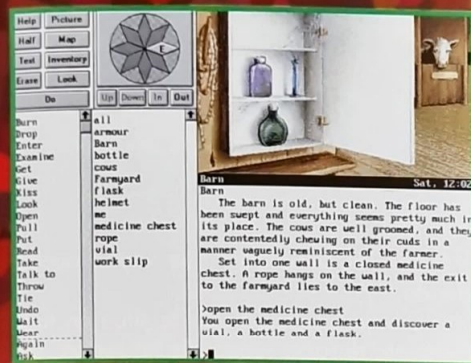 Help
Picture
Half
Map
Text
Inventory
Erase
Look
Do
E
Up
Down
In
Out
Burn
Drop
Enter
Examine
Get
Give
Kiss
Look
Open
Pull
Put
Read
Take
Talk to
Throw
Tie
Undo
Wait
Wear
Again
Ask
all
armour
Barn
bottle
cows
Farmyard
flask
helmet
me
medicine chest
rope
vial
work slip
Barn
Sat, 12:02
Barn
The barn is old, but clean. The floor has
been swept and everything seems pretty much in
its place. The cows are well groomed, and they
are contentedly chewing on their cuds in a
manner vaguely reminiscent of the farmer.
Set into one wall is a closed medicine
chest. A rope hangs on the wall, and the exit
to the farmyard lies to the east.
>open the medicine chest
You open the medicine chest and discover a
vial, a bottle and a flask.
>